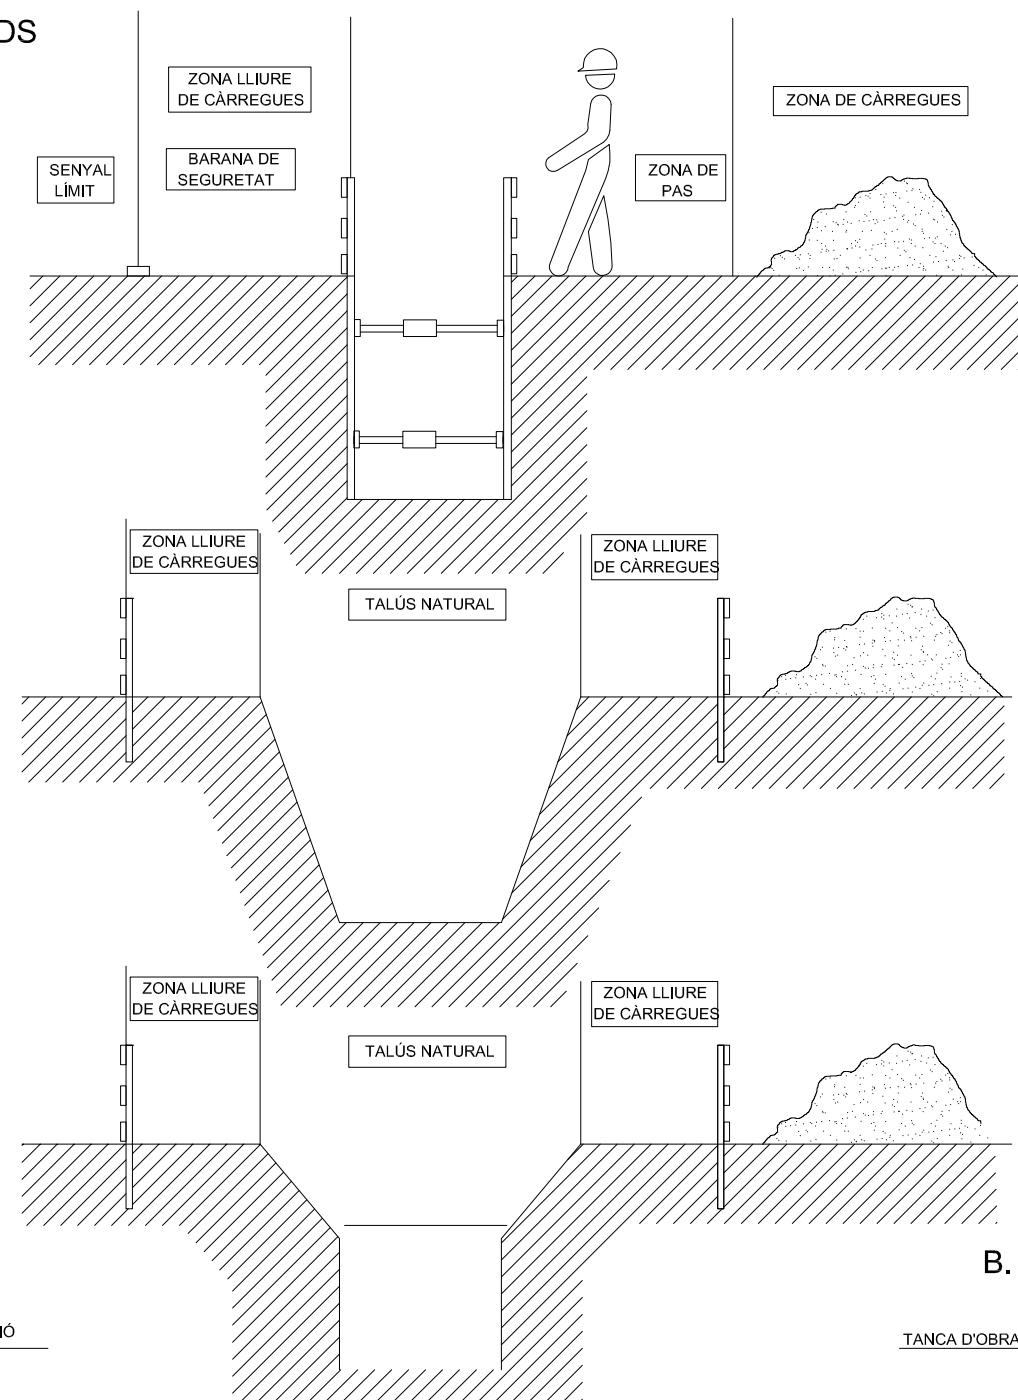 DS
ZONA LLIURE
DE CÀRREGUES
ZONA DE CÀRREGUES
BARANA DE
SEGURETAT
SENYAL
LÍMIT
ZONA DE
PAS
ZONA LLIURE
DE CÀRREGUES
ZONA LLIURE
DE CÀRREGUES
TALÚS NATURAL
ZONA LLIURE
DE CÀRREGUES
ZONA LLIURE
DE CÀRREGUES
TALÚS NATURAL
B.
IÓ
TANCA D'OBRA